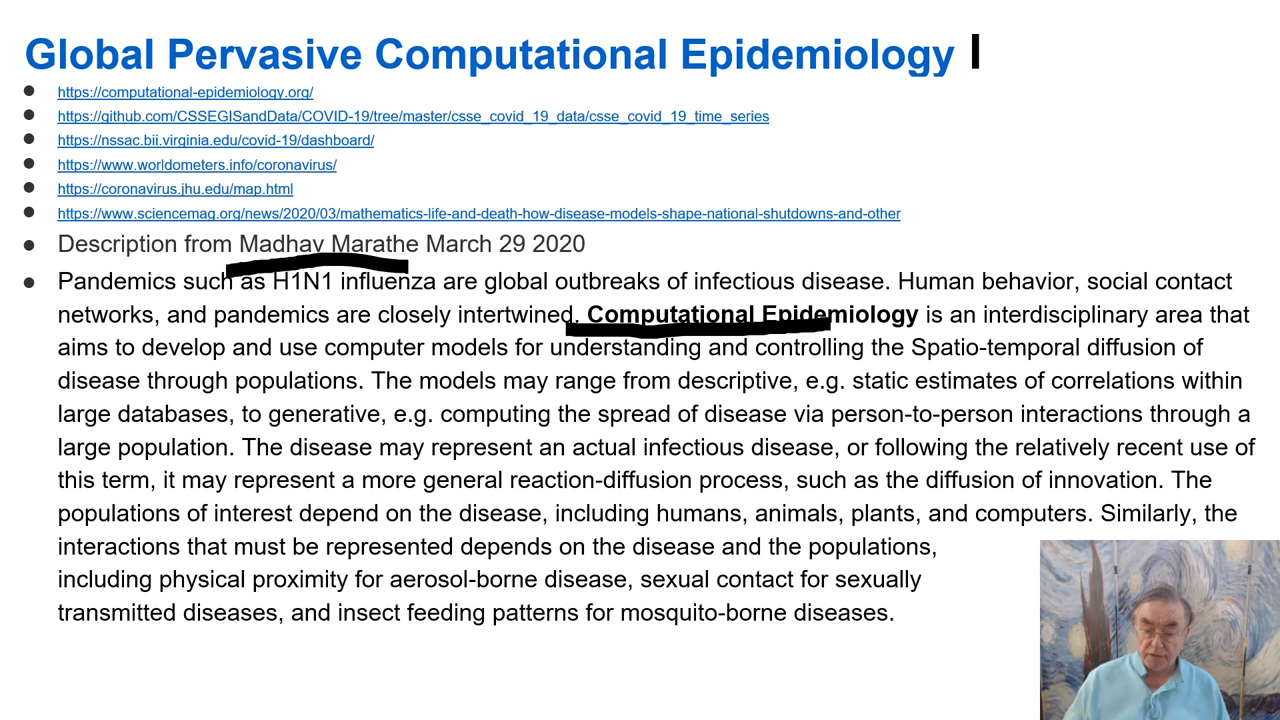 Global Pervasive Computational Epidemiology I
https://computational-epidemiology.org/
https://github.com/CSSEGISandData/COVID-19/tree/master/csse_covid_19_data/csse_covid_19_time_series
https://nssac.bii.virginia.edu/covid-19/dashboard/
https://www.worldometers.info/coronavirus/
https://coronavirus.jhu.edu/map.html
https://www.sciencemag.org/news/2020/03/mathematics-life-and-death-how-disease-models-shape-national-shutdowns-and-other
Description from Madhav Marathe March 29 2020
Pandemics such as H1N1 influenza are global outbreaks of infectious disease. Human behavior, social contact
networks, and pandemics are closely intertwined. Computational Epidemiology is an interdisciplinary area that
aims to develop and use computer models for understanding and controlling the Spatio-temporal diffusion of
disease through populations. The models may range from descriptive, e.g. static estimates of correlations within
large databases, to generative, e.g. computing the spread of disease via person-to-person interactions through a
large population. The disease may represent an actual infectious disease, or following the relatively recent use of
this term, it may represent a more general reaction-diffusion process, such as the diffusion of innovation. The
populations of interest depend on the disease, including humans, animals, plants, and computers. Similarly, the
interactions that must be represented depends on the disease and the populations,
including physical proximity for aerosol-borne disease, sexual contact for sexually
transmitted diseases, and insect feeding patterns for mosquito-borne diseases.